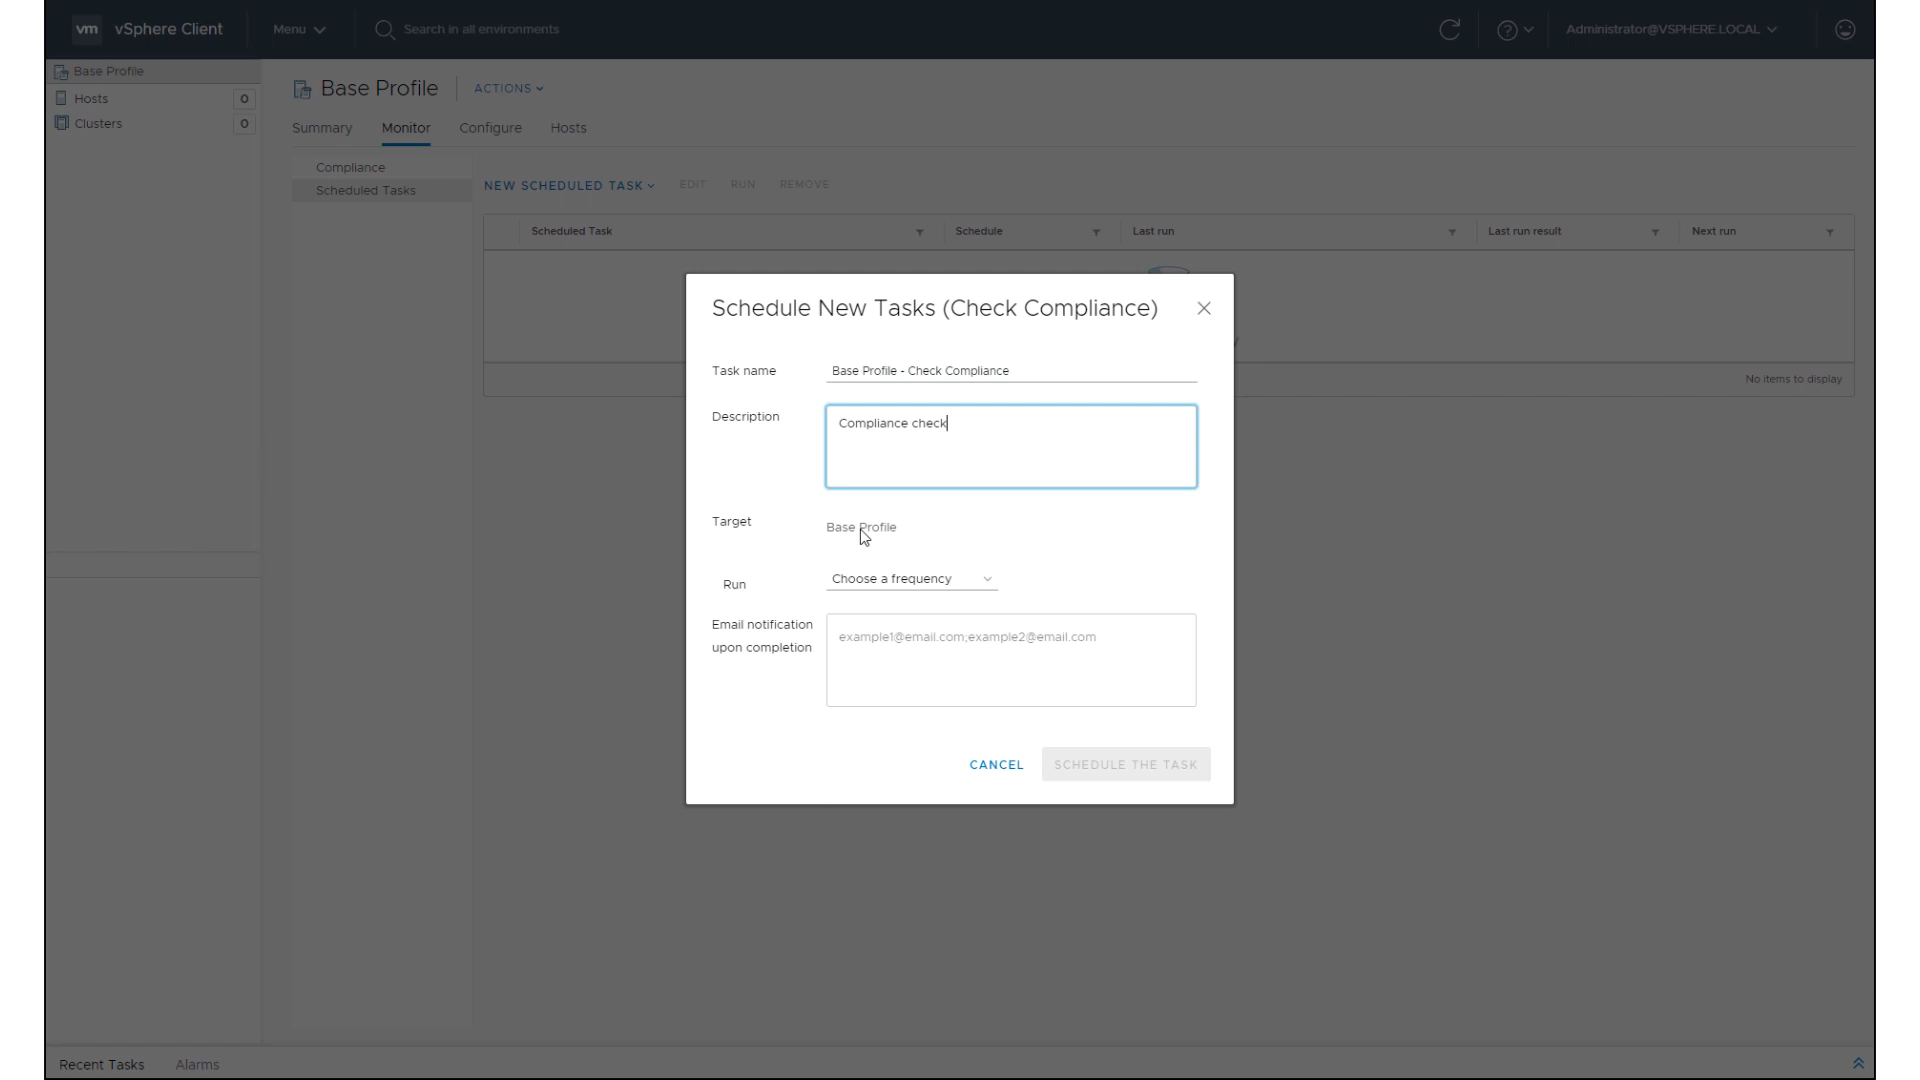 vm vSphere Client Menu Search in all environments Administrator@VSPHERE.LOCAL
Base Profile
Hosts 0
Clusters 0
Base Profile ACTIONS
Summary Monitor Configure Hosts
Compliance
Scheduled Tasks
NEW SCHEDULED TASK EDIT RUN REMOVE
Scheduled Task Schedule Last run Last run result Next run
No items to display
Schedule New Tasks (Check Compliance)
Task name Base Profile - Check Compliance
Description Compliance check
Target Base Profile
Run Choose a frequency
Email notification
upon completion
example1@email.com;example2@email.com
CANCEL SCHEDULE THE TASK
Recent Tasks Alarms